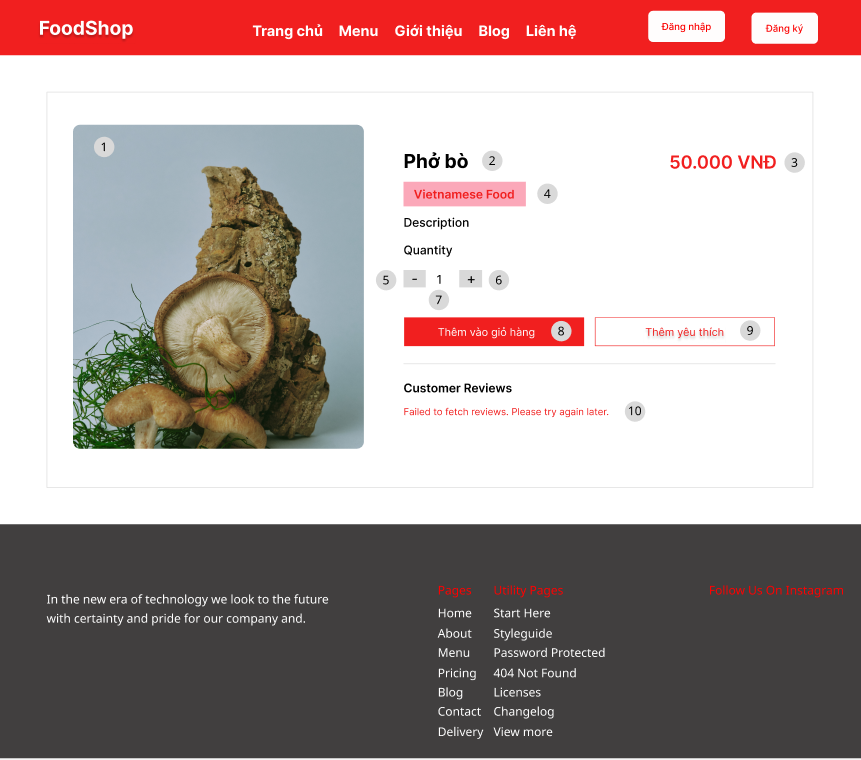 FoodShop
Trang chủ Menu Giới thiệu Blog Liên hệ
Đăng nhập
Đăng ký
1
Phở bò 2
50.000 VNĐ 3
Vietnamese Food 4
Description
Quantity
5 - 1 + 6
7
Thêm vào giỏ hàng 8
Thêm yêu thích 9
Customer Reviews
Failed to fetch reviews. Please try again later. 10
In the new era of technology we look to the future
with certainty and pride for our company and.
Pages
Home
About
Menu
Pricing
Blog
Contact
Delivery
Utility Pages
Start Here
Styleguide
Password Protected
404 Not Found
Licenses
Changelog
View more
Follow Us On Instagram